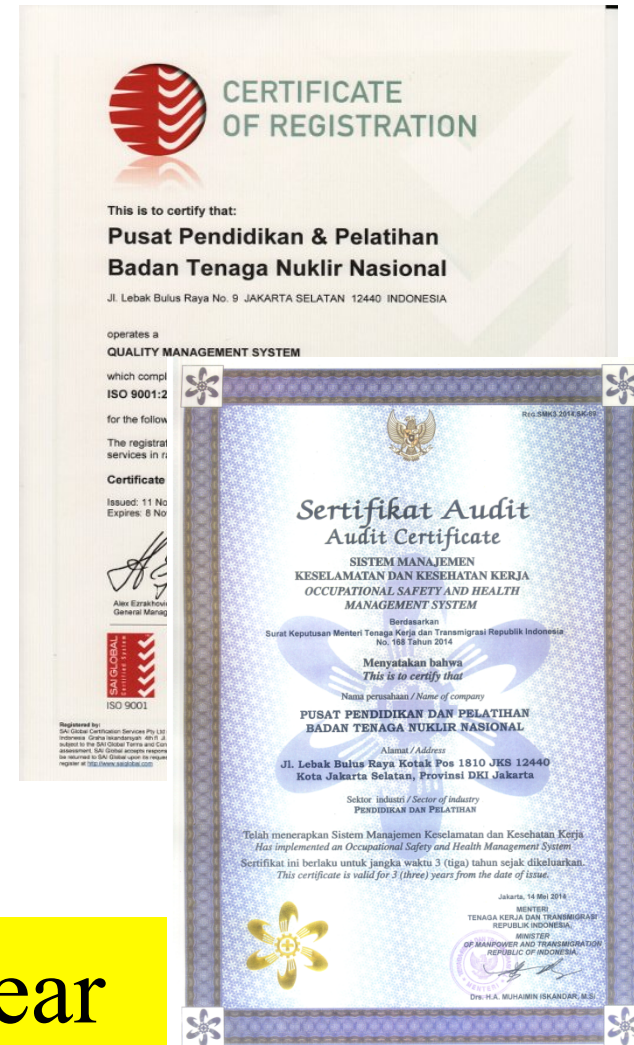 CERTIFICATE
OF REGISTRATION
This is to certify that:
Pusat Pendidikan & Pelatihan
Badan Tenaga Nuklir Nasional
Jl. Lebak Bulus Raya No. 9 JAKARTA SELATAN 12440 INDONESIA
operates a
QUALITY MANAGEMENT SYSTEM
which compl
ISO 9001:2
for the follow
The registrat
services in ra
Certificate
Issued: 11 No
Expires: 8 No
Alex Ezrakhovi
General Manag
SAI GLOBAL
Certified System
ISO 9001
Registered by:
SAI Global Certification Services Pty Ltd
Indonesia Graha Iskandarsyah 4th fl Jl
subject to the SAI Global Terms and Con
assessment, SAI Global accepts respons
be returned to SAI Global upon its reques
register at http://www.saiglobal.com
Reg.SMK3.2014.SK
Sertifikat Audit
Audit Certificate
SISTEM MANAJEMEN
KESELAMATAN DAN KESEHATAN KERJA
OCCUPATIONAL SAFETY AND HEALTH
MANAGEMENT SYSTEM
Berdasarkan
Surat Keputusan Menteri Tenaga Kerja dan Transmigrasi Republik Indonesia
No. 168 Tahun 2014
Menyatakan bahwa
This is to certify that
Nama perusahaan / Name of company
PUSAT PENDIDIKAN DAN PELATIHAN
BADAN TENAGA NUKLIR NASIONAL
Alamat / Address
Jl. Lebak Bulus Raya Kotak Pos 1810 JKS 12440
Kota Jakarta Selatan, Provinsi DKI Jakarta
Sektor industri / Sector of industry
PENDIDIKAN DAN PELATIHAN
Telah menerapkan Sistem Manajemen Keselamatan dan Kesehatan Kerja
Has implemented an Occupational Safety and Health Management System
Sertifikat ini berlaku untuk jangka waktu 3 (tiga) tahun sejak dikeluarkan.
This certificate is valid for 3 (three) years from the date of issue.
Jakarta, 14 Mei 2014
MENTERI
TENAGA KERJA DAN TRANSMIGRASI
REPUBLIK INDONESIA
MINISTER
OF MANPOWER AND TRANSMIGRATION
REPUBLIC OF INDONESIA
Drs. H.A. MUHAIMIN ISKANDAR, M.Si
ear